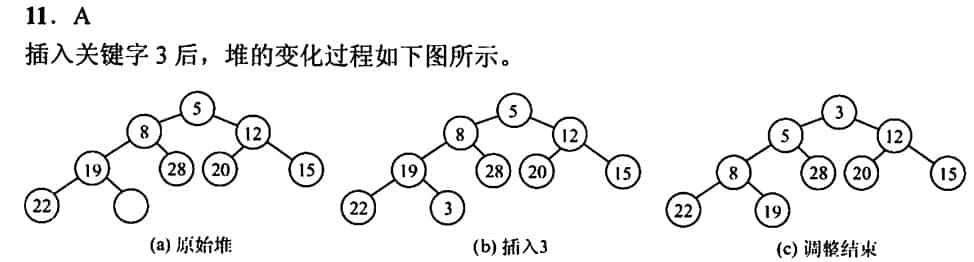 11. A
插入关键字 3 后，堆的变化过程如下图所示。
5 5 3
8 12 8 12 5 12
19 28 20 15 19 28 20 15 8 28 20 15
22 22 3 22 19
(a) 原始堆 (b) 插入3 (c) 调整结束